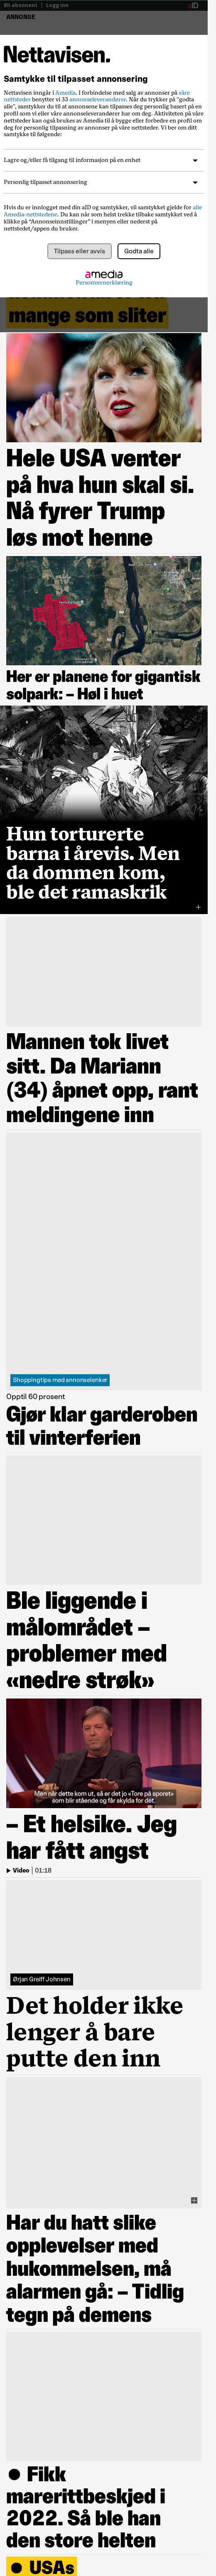 Bli abonnent | Logg inn
aID
ANNONSE
Nettavisen.
Samtykke til tilpasset annonsering
Nettavisen inngår i Amedia. I forbindelse med salg av annonser på våre
nettsteder benytter vi 33 annonseleverandører. Når du trykker på "godta
alle", samtykker du til at annonsene kan tilpasses deg personlig basert på en
profil som vi eller våre annonseleverandører har om deg. Aktivitetsdata fra
dine besøk kan også brukes av Amedia til å bygge eller forbedre en profil om
deg for personlig tilpasning av annonser på våre nettsteder. Vi ber om ditt
samtykke til følgende:
Lagre og/eller få tilgang til informasjon på en enhet
Personlig tilpasset annonsering
Hvis du er innlogget med din aID og samtykker, vil samtykket gjelde for alle
Amedia-nettstedene. Du kan når som helst trekke tilbake samtykket ved å
klikke på “Annonseinnstillinger” i menyen eller nederst på
nettstedet/appen du bruker.
Tilpass eller avvis
Godta alle
amedia
Personvernerklæring
mange som sliter
Hele USA venter
på hva hun skal si.
Nå fyrer Trump
løs mot henne
Her er planene for gigantisk
solpark: – Høl i huet
Hun torturerte
barna i årevis. Men
da dommen kom,
ble det ramaskrik
Mannen tok livet
sitt. Da Mariann
(34) åpnet opp, rant
meldingene inn
Shoppingtips med annonselenker
Opptil 60 prosent
Gjør klar garderoben
til vinterferien
Ble liggende i
målområdet –
problemer med
«nedre strøk»
Men når dette kom ut, så er det jo «Tore på sporet»
som blir stående og får skylda for det.
– Et helsike. Jeg
har fått angst
Video | 01:18
Ørjan Greiff Johnsen
Det holder ikke
lenger å bare
putte den inn
Har du hatt slike
opplevelser med
hukommelsen, må
alarmen gå: – Tidlig
tegn på demens
● Fikk
marerittbeskjed i
2022. Så ble han
den store helten
● USAs